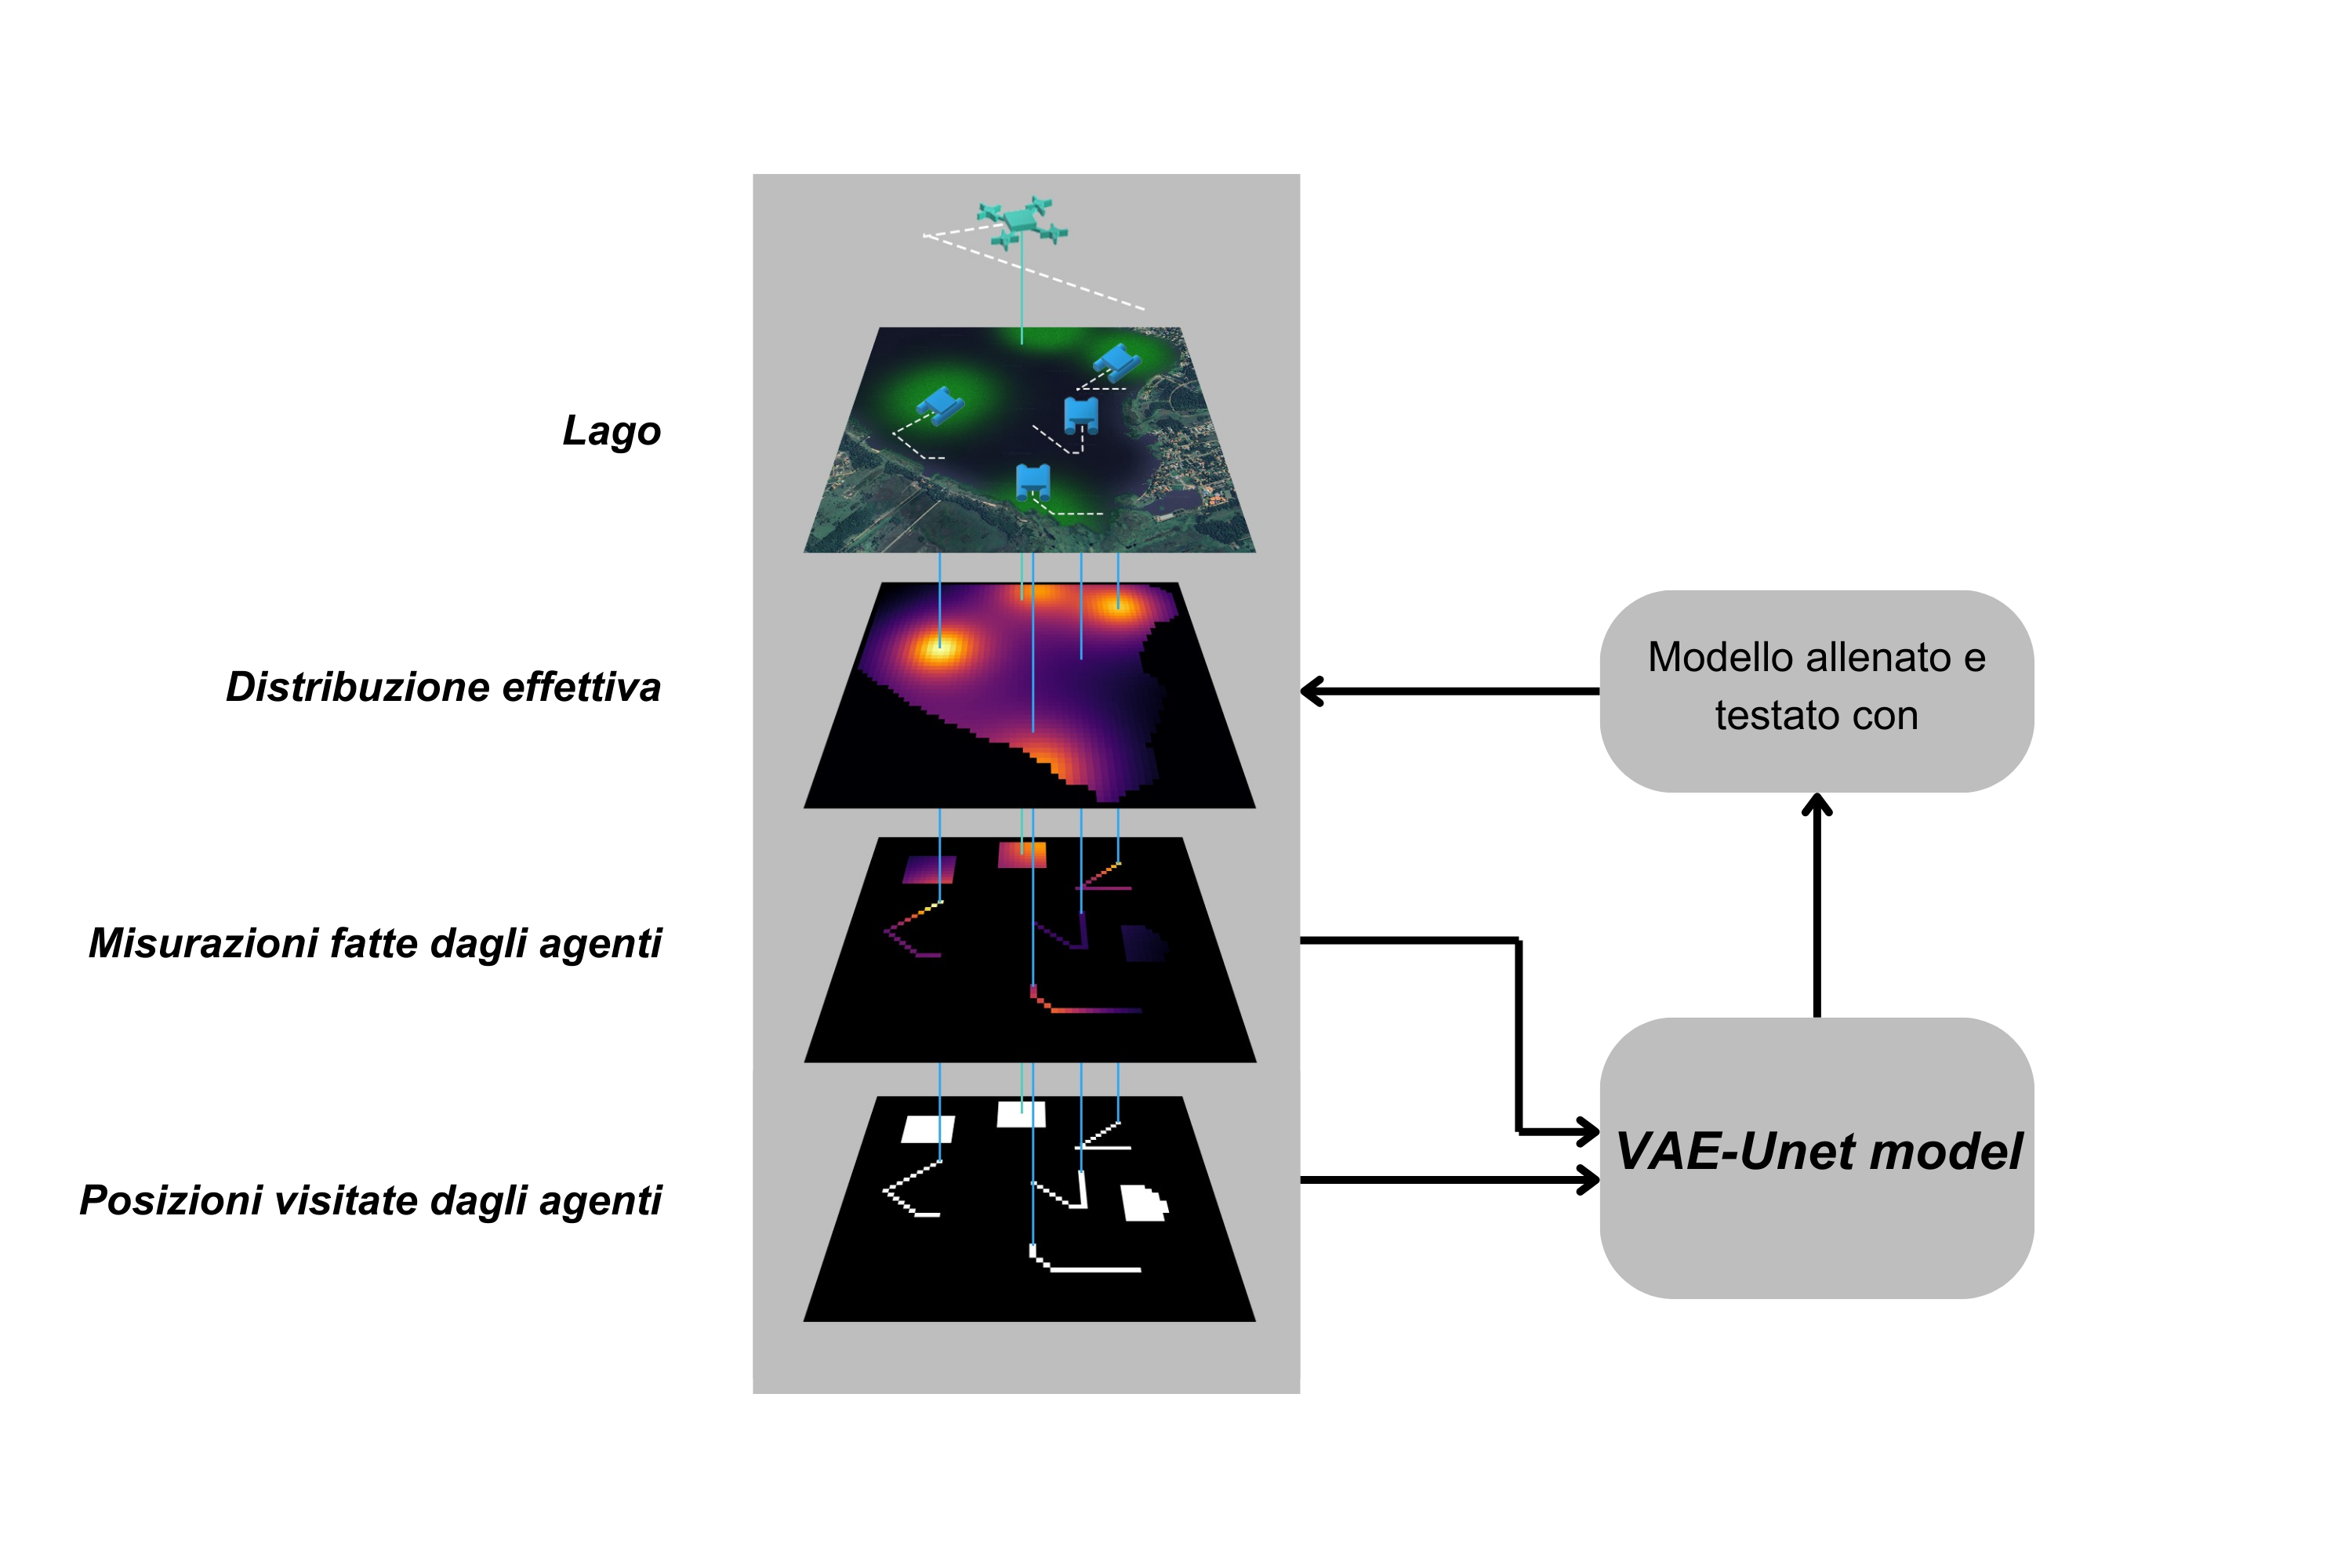 Lago
Distribuzione effettiva
Misurazioni fatte dagli agenti
Posizioni visitate dagli agenti
Modello allenato e
testato con
VAE-Unet model